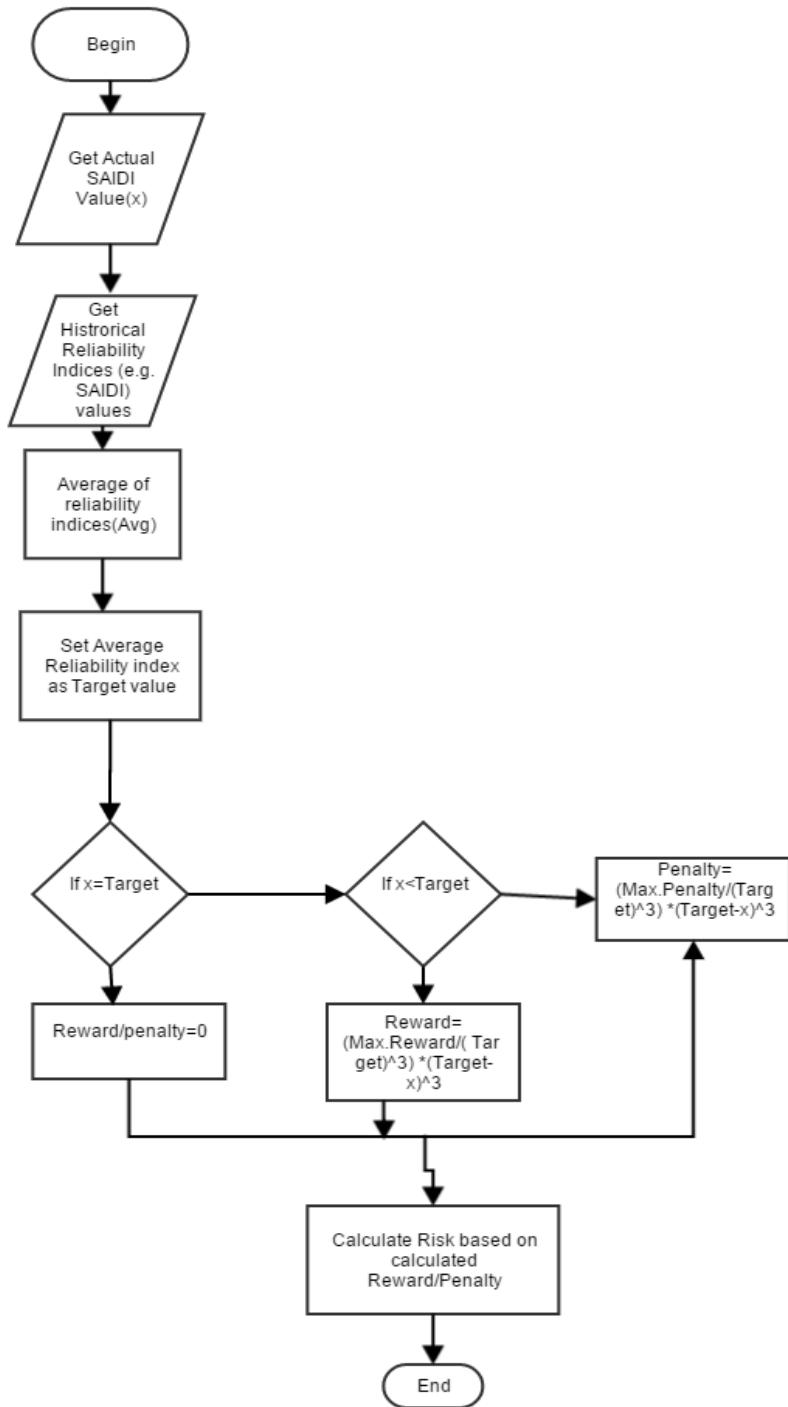 Begin
Get Actual
SAIDI
Value(x)
Get
Histrorical
Reliability
Indices (e.g.
SAIDI)
values
Average of
reliability
indices(Avg)
Set Average
Reliability index
as Target value
If x=Target
If x<Target
Penalty=
(Max.Penalty/(Targ
et)^3) *(Target-x)^3
Reward/penalty=0
Reward=
(Max.Reward/( Tar
get)^3) *(Target-
x)^3
Calculate Risk based on
calculated
Reward/Penalty
End